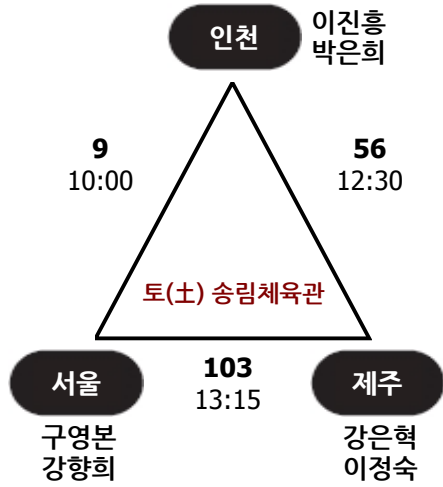 인천
이진흥
박은희
9
10:00
56
12:30
토(土) 송림체육관
서울
103
13:15
제주
구영본
강향희
강은혁
이정숙